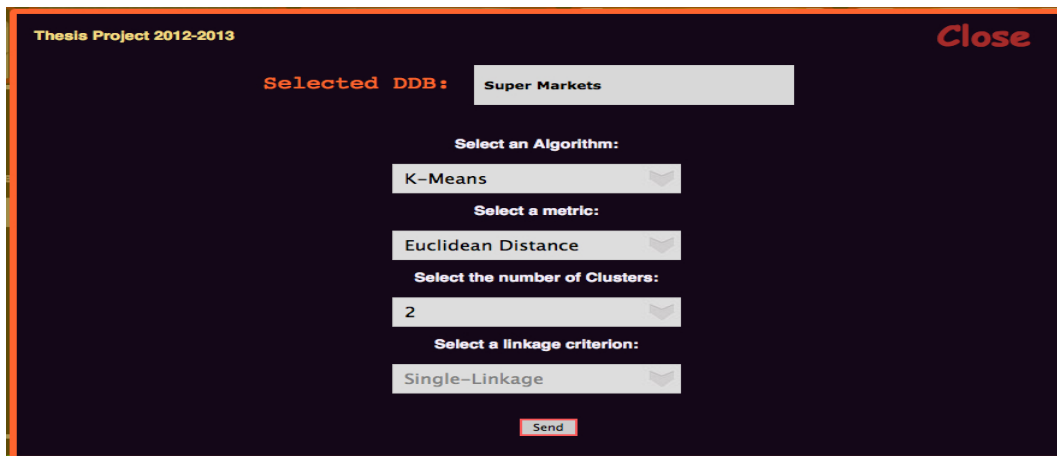 Thesis Project 2012-2013
Close
Selected DDB:
Super Markets
Select an Algorithm:
K-Means
Select a metric:
Euclidean Distance
Select the number of Clusters:
2
Select a linkage criterion:
Single-Linkage
Send